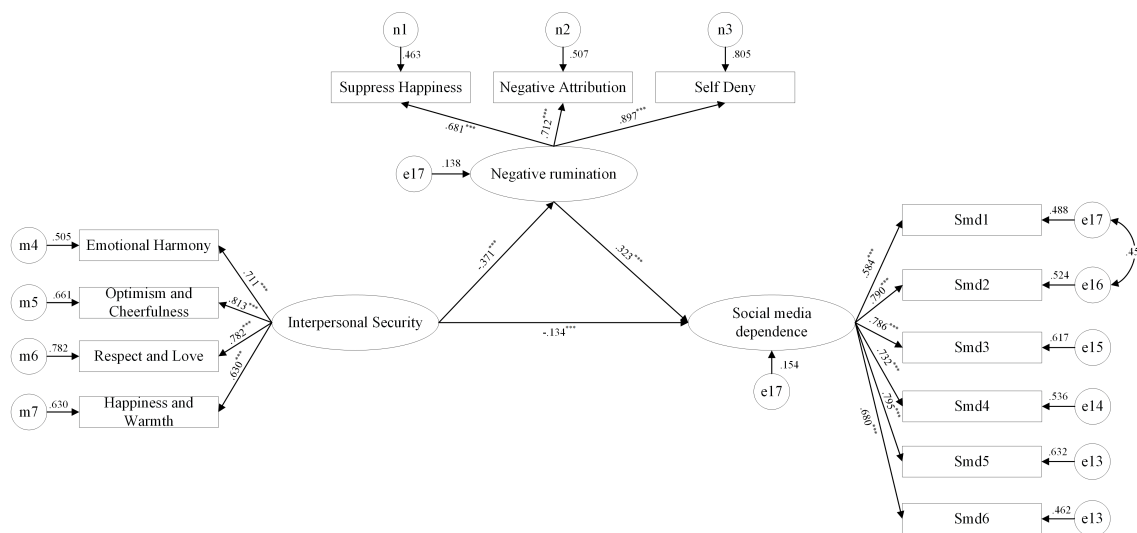 n1
n2
n3
.463
.507
.805
Suppress Happiness
Negative Attribution
Self Deny
.681***
.712***
.897***
e17
.138
Negative rumination
m4
.505
Emotional Harmony
m5
.661
Optimism and
Cheerfulness
m6
.782
Respect and Love
m7
.630
Happiness and
Warmth
.711***
.813***
.782***
.630***
Interpersonal Security
-.371***
.323***
-.134***
Social media
dependence
.154
e17
.584***
.790***
.786***
.732***
.795***
.680***
Smd1
.488
e17
.45
Smd2
.524
e16
Smd3
.617
e15
Smd4
.536
e14
Smd5
.632
e13
Smd6
.462
e13